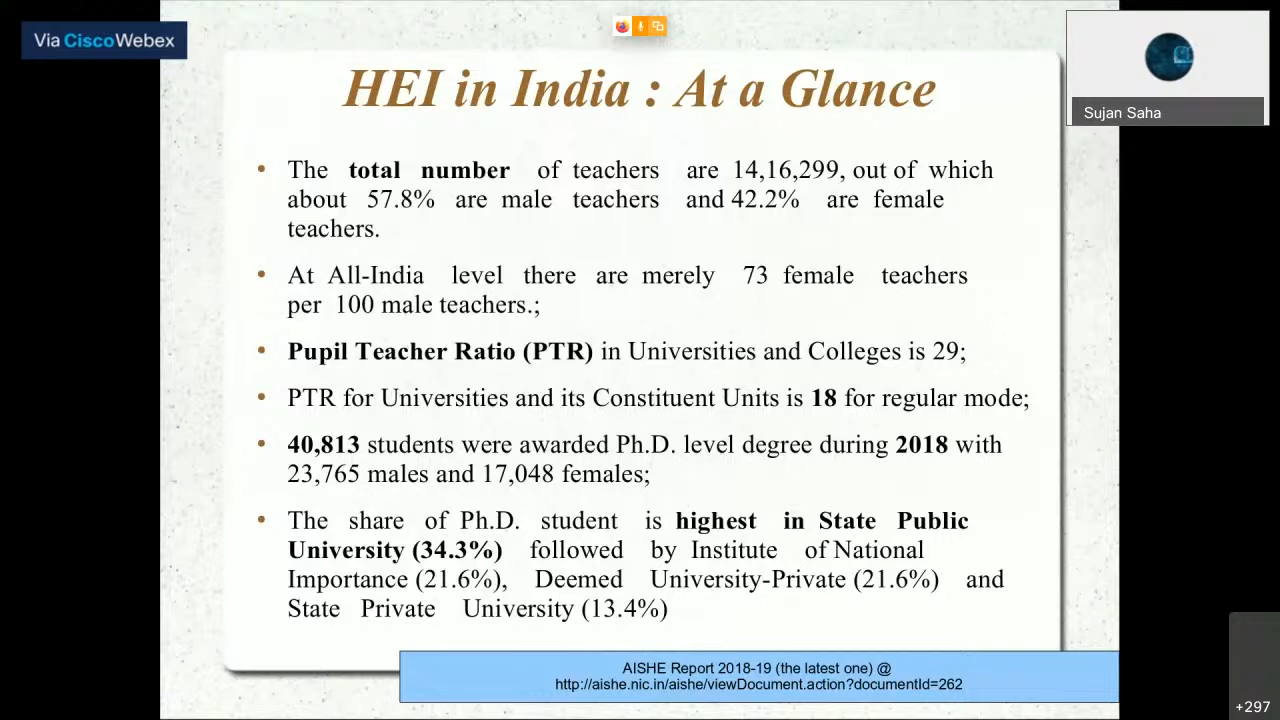 Via CiscoWebex
Sujan Saha
HEI in India : At a Glance
• The total number of teachers are 14,16,299, out of which
about 57.8% are male teachers and 42.2% are female
teachers.
• At All-India level there are merely 73 female teachers
per 100 male teachers.;
• Pupil Teacher Ratio (PTR) in Universities and Colleges is 29;
• PTR for Universities and its Constituent Units is 18 for regular mode;
• 40,813 students were awarded Ph.D. level degree during 2018 with
23,765 males and 17,048 females;
• The share of Ph.D. student is highest in State Public
University (34.3%) followed by Institute of National
Importance (21.6%), Deemed University-Private (21.6%) and
State Private University (13.4%)
AISHE Report 2018-19 (the latest one) @
http://aishe.nic.in/aishe/viewDocument.action?documentId=262
+297